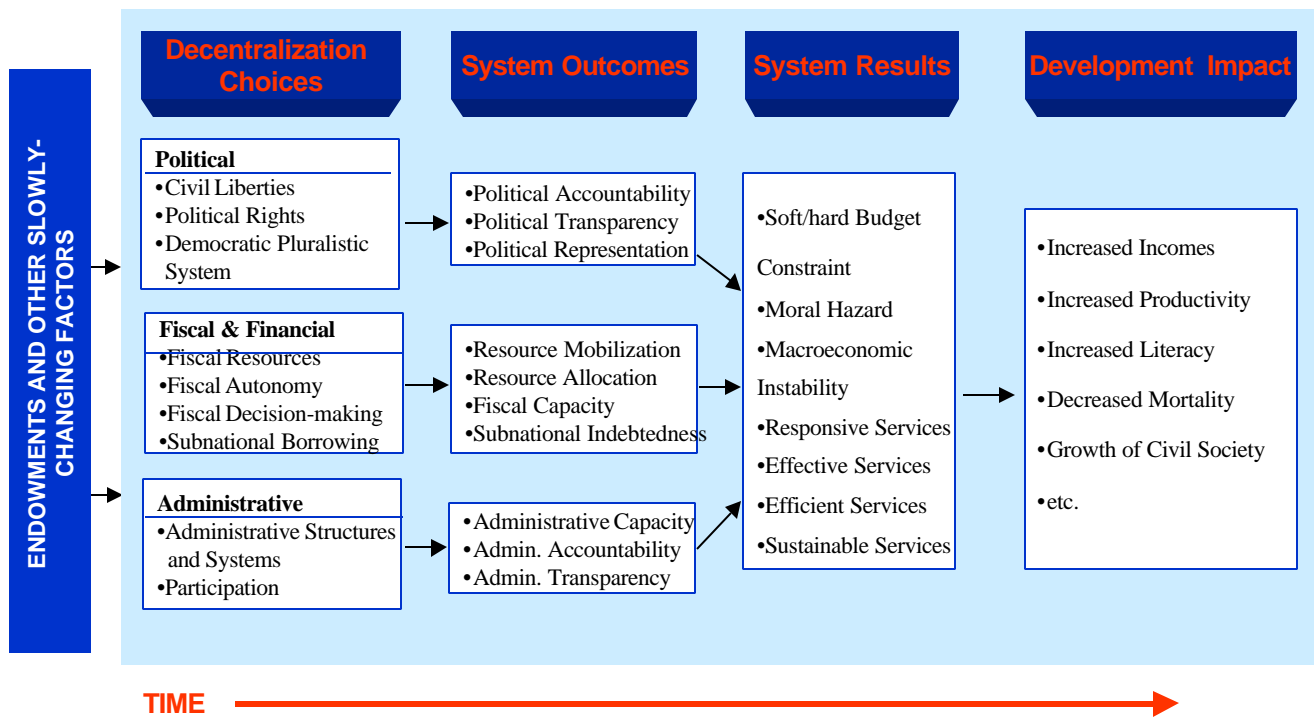 ENDOWMENTS AND OTHER SLOWLY-
CHANGING FACTORS
Decentralization
Choices
System Outcomes
System Results
Development Impact
Political
•Civil Liberties
•Political Rights
•Democratic Pluralistic
System
Fiscal & Financial
•Fiscal Resources
•Fiscal Autonomy
•Fiscal Decision-making
•Subnational Borrowing
Administrative
•Administrative Structures
and Systems
•Participation
•Political Accountability
•Political Transparency
•Political Representation
•Resource Mobilization
•Resource Allocation
•Fiscal Capacity
•Subnational Indebtedness
•Administrative Capacity
•Admin. Accountability
•Admin. Transparency
•Soft/hard Budget
Constraint
•Moral Hazard
•Macroeconomic
Instability
•Responsive Services
•Effective Services
•Efficient Services
•Sustainable Services
•Increased Incomes
•Increased Productivity
•Increased Literacy
•Decreased Mortality
•Growth of Civil Society
•etc.
TIME